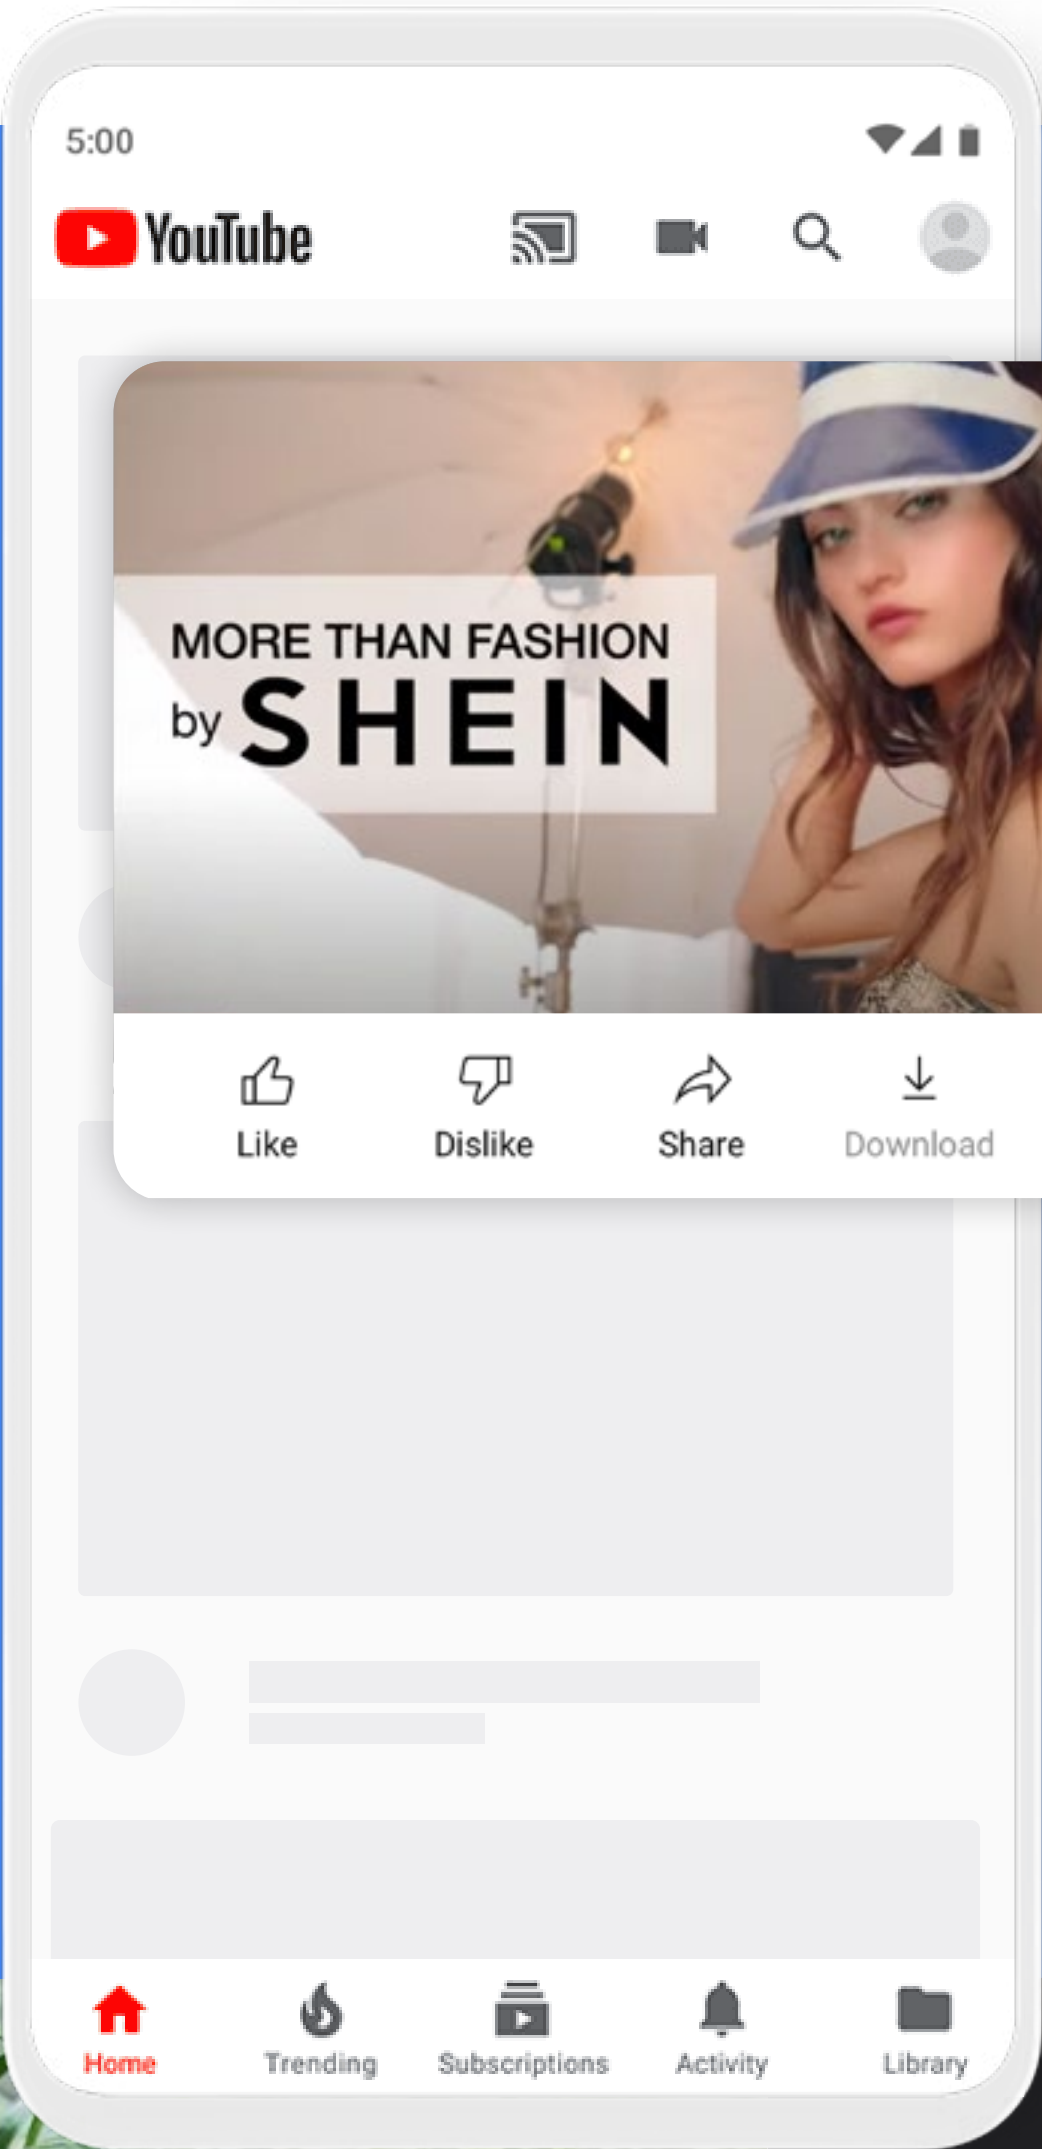 5:00
YouTube
MORE THAN FASHION
by SHEIN
Like Dislike Share Download
Home Trending Subscriptions Activity Library